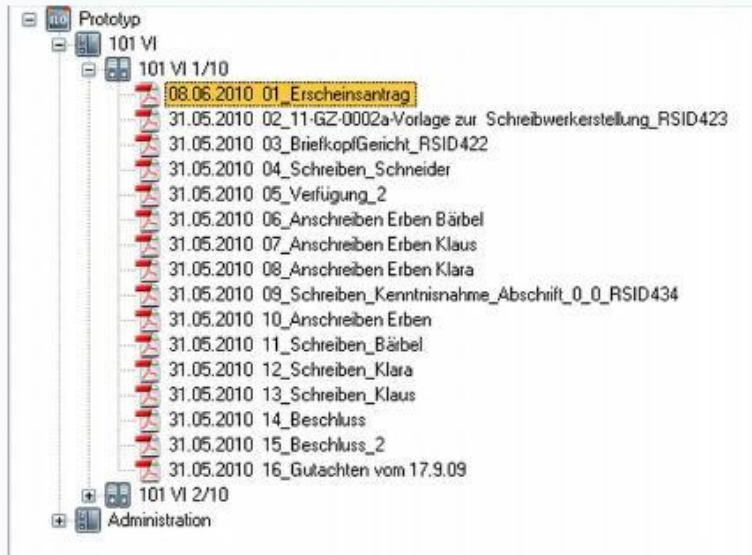 Prototyp
101 VI
101 VI 1/10
08.06.2010 01_Erscheinsantrag
31.05.2010 02_11-GZ-0002a-Vorlage zur Schreibwerkerstellung_RSID423
31.05.2010 03_BriefkopfGericht_RSID422
31.05.2010 04_Schreiben_Schneider
31.05.2010 05_Verfügung_2
31.05.2010 06_Anschreiben Erben Bärbel
31.05.2010 07_Anschreiben Erben Klaus
31.05.2010 08_Anschreiben Erben Klara
31.05.2010 09_Schreiben_Kenntnisnahme_Abschrift_0_0_RSID434
31.05.2010 10_Anschreiben Erben
31.05.2010 11_Schreiben_Bärbel
31.05.2010 12_Schreiben_Klara
31.05.2010 13_Schreiben_Klaus
31.05.2010 14_Beschluss
31.05.2010 15_Beschluss_2
31.05.2010 16_Gutachten vom 17.9.09
101 VI 2/10
Administration